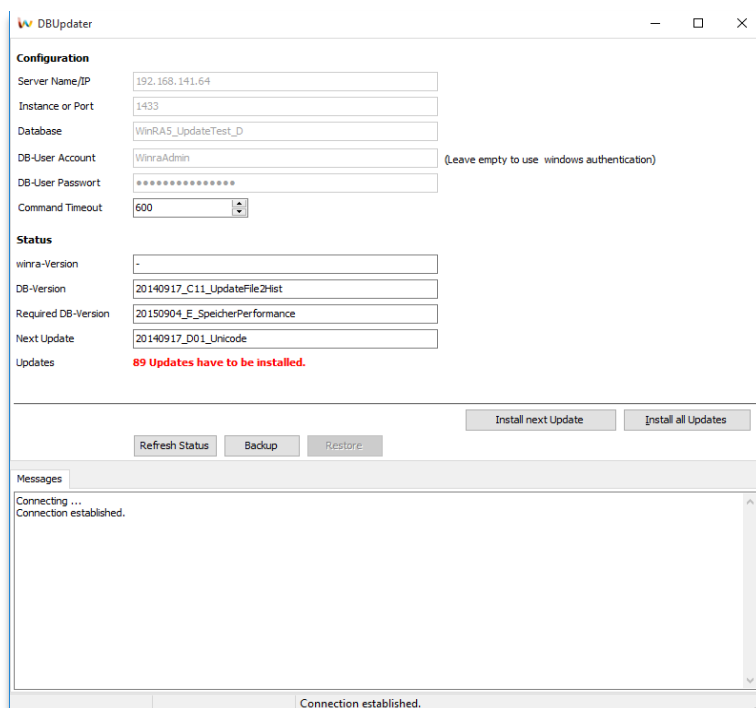 DBUpdater
Configuration
Server Name/IP 192.168.141.64
Instance or Port 1433
Database WinRA5_UpdateTest_D
DB-User Account WinraAdmin (Leave empty to use windows authentication)
DB-User Passwort ●●●●●●●●●●●●●●●
Command Timeout 600
Status
winra-Version -
DB-Version 20140917_C11_UpdateFile2Hist
Required DB-Version 20150904_E_SpeicherPerformance
Next Update 20140917_D01_Unicode
Updates 89 Updates have to be installed.
Install next Update Install all Updates
Refresh Status Backup Restore
Messages
Connecting ...
Connection established.
Connection established.